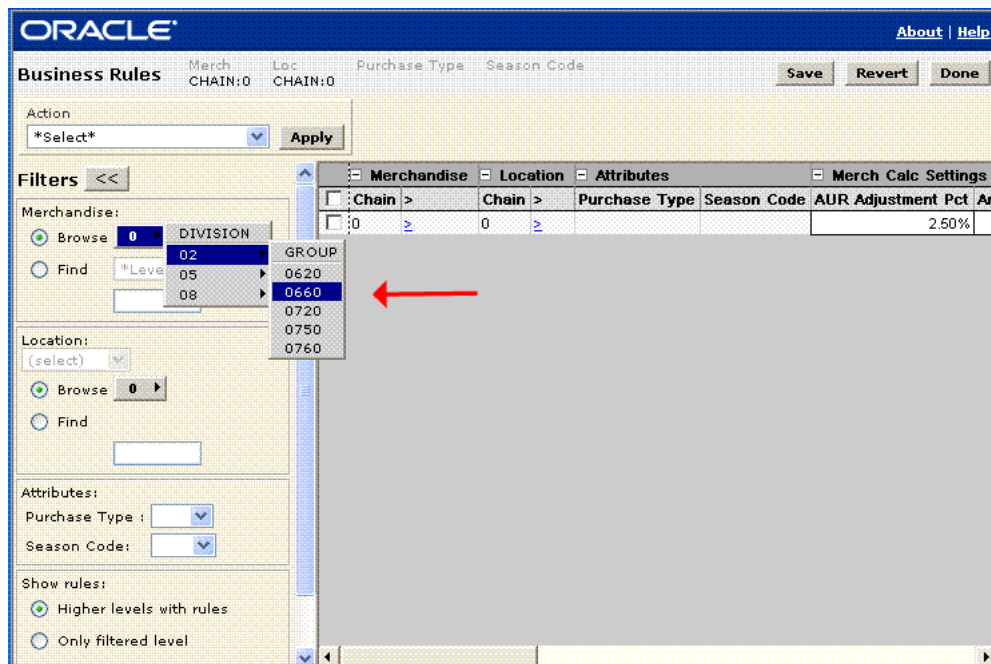 ORACLE
About | Help
Business Rules
Merch
CHAIN:0
Loc
CHAIN:0
Purchase Type
Season Code
Save
Revert
Done
Action
*Select*
Apply
Filters <<
Merchandise:
Browse 0
Find *Leve
DIVISION
02
05
08
GROUP
0620
0660
0720
0750
0760
Location:
(select)
Browse 0
Find
Attributes:
Purchase Type :
Season Code:
Show rules:
Higher levels with rules
Only filtered level
Merchandise Location Attributes Merch Calc Settings
Chain > Chain > Purchase Type Season Code AUR Adjustment Pct
0 > 0 > 2.50%